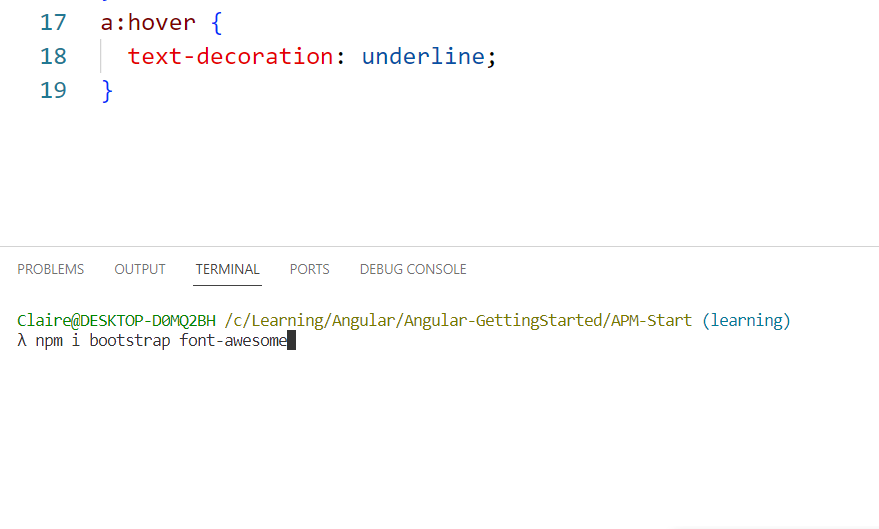 17 a:hover {
18 text-decoration: underline;
19 }
PROBLEMS OUTPUT TERMINAL PORTS DEBUG CONSOLE
Claire@DESKTOP-D0MQ2BH /c/Learning/Angular/Angular-GettingStarted/APM-Start (learning)
λ npm i bootstrap font-awesome